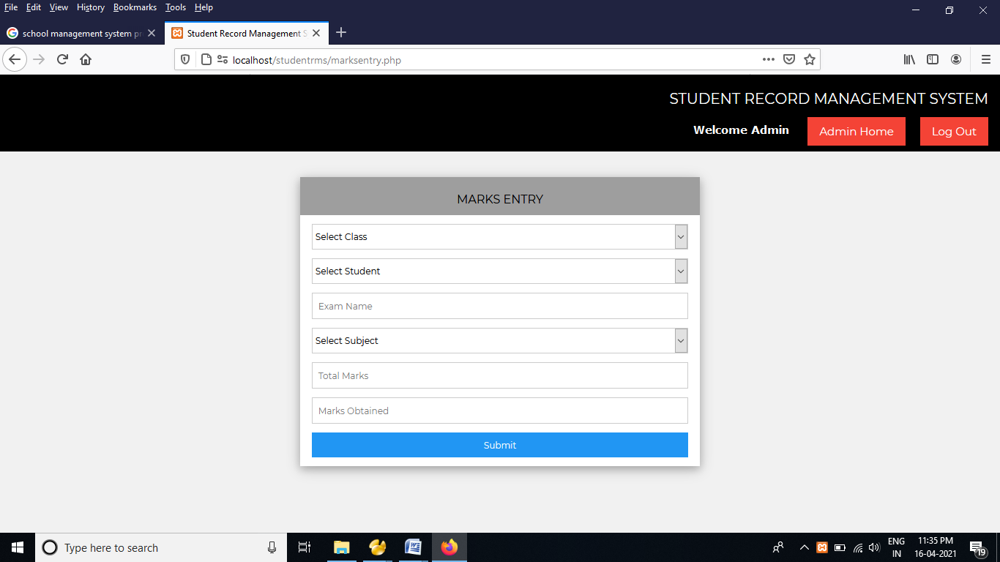 File Edit View History Bookmarks Tools Help
school management system pr
Student Record Management S
localhost/studentrms/marksentry.php
STUDENT RECORD MANAGEMENT SYSTEM
Welcome Admin Admin Home Log Out
MARKS ENTRY
Select Class
Select Student
Exam Name
Select Subject
Total Marks
Marks Obtained
Submit
Type here to search
ENG
IN
11:35 PM
16-04-2021
19